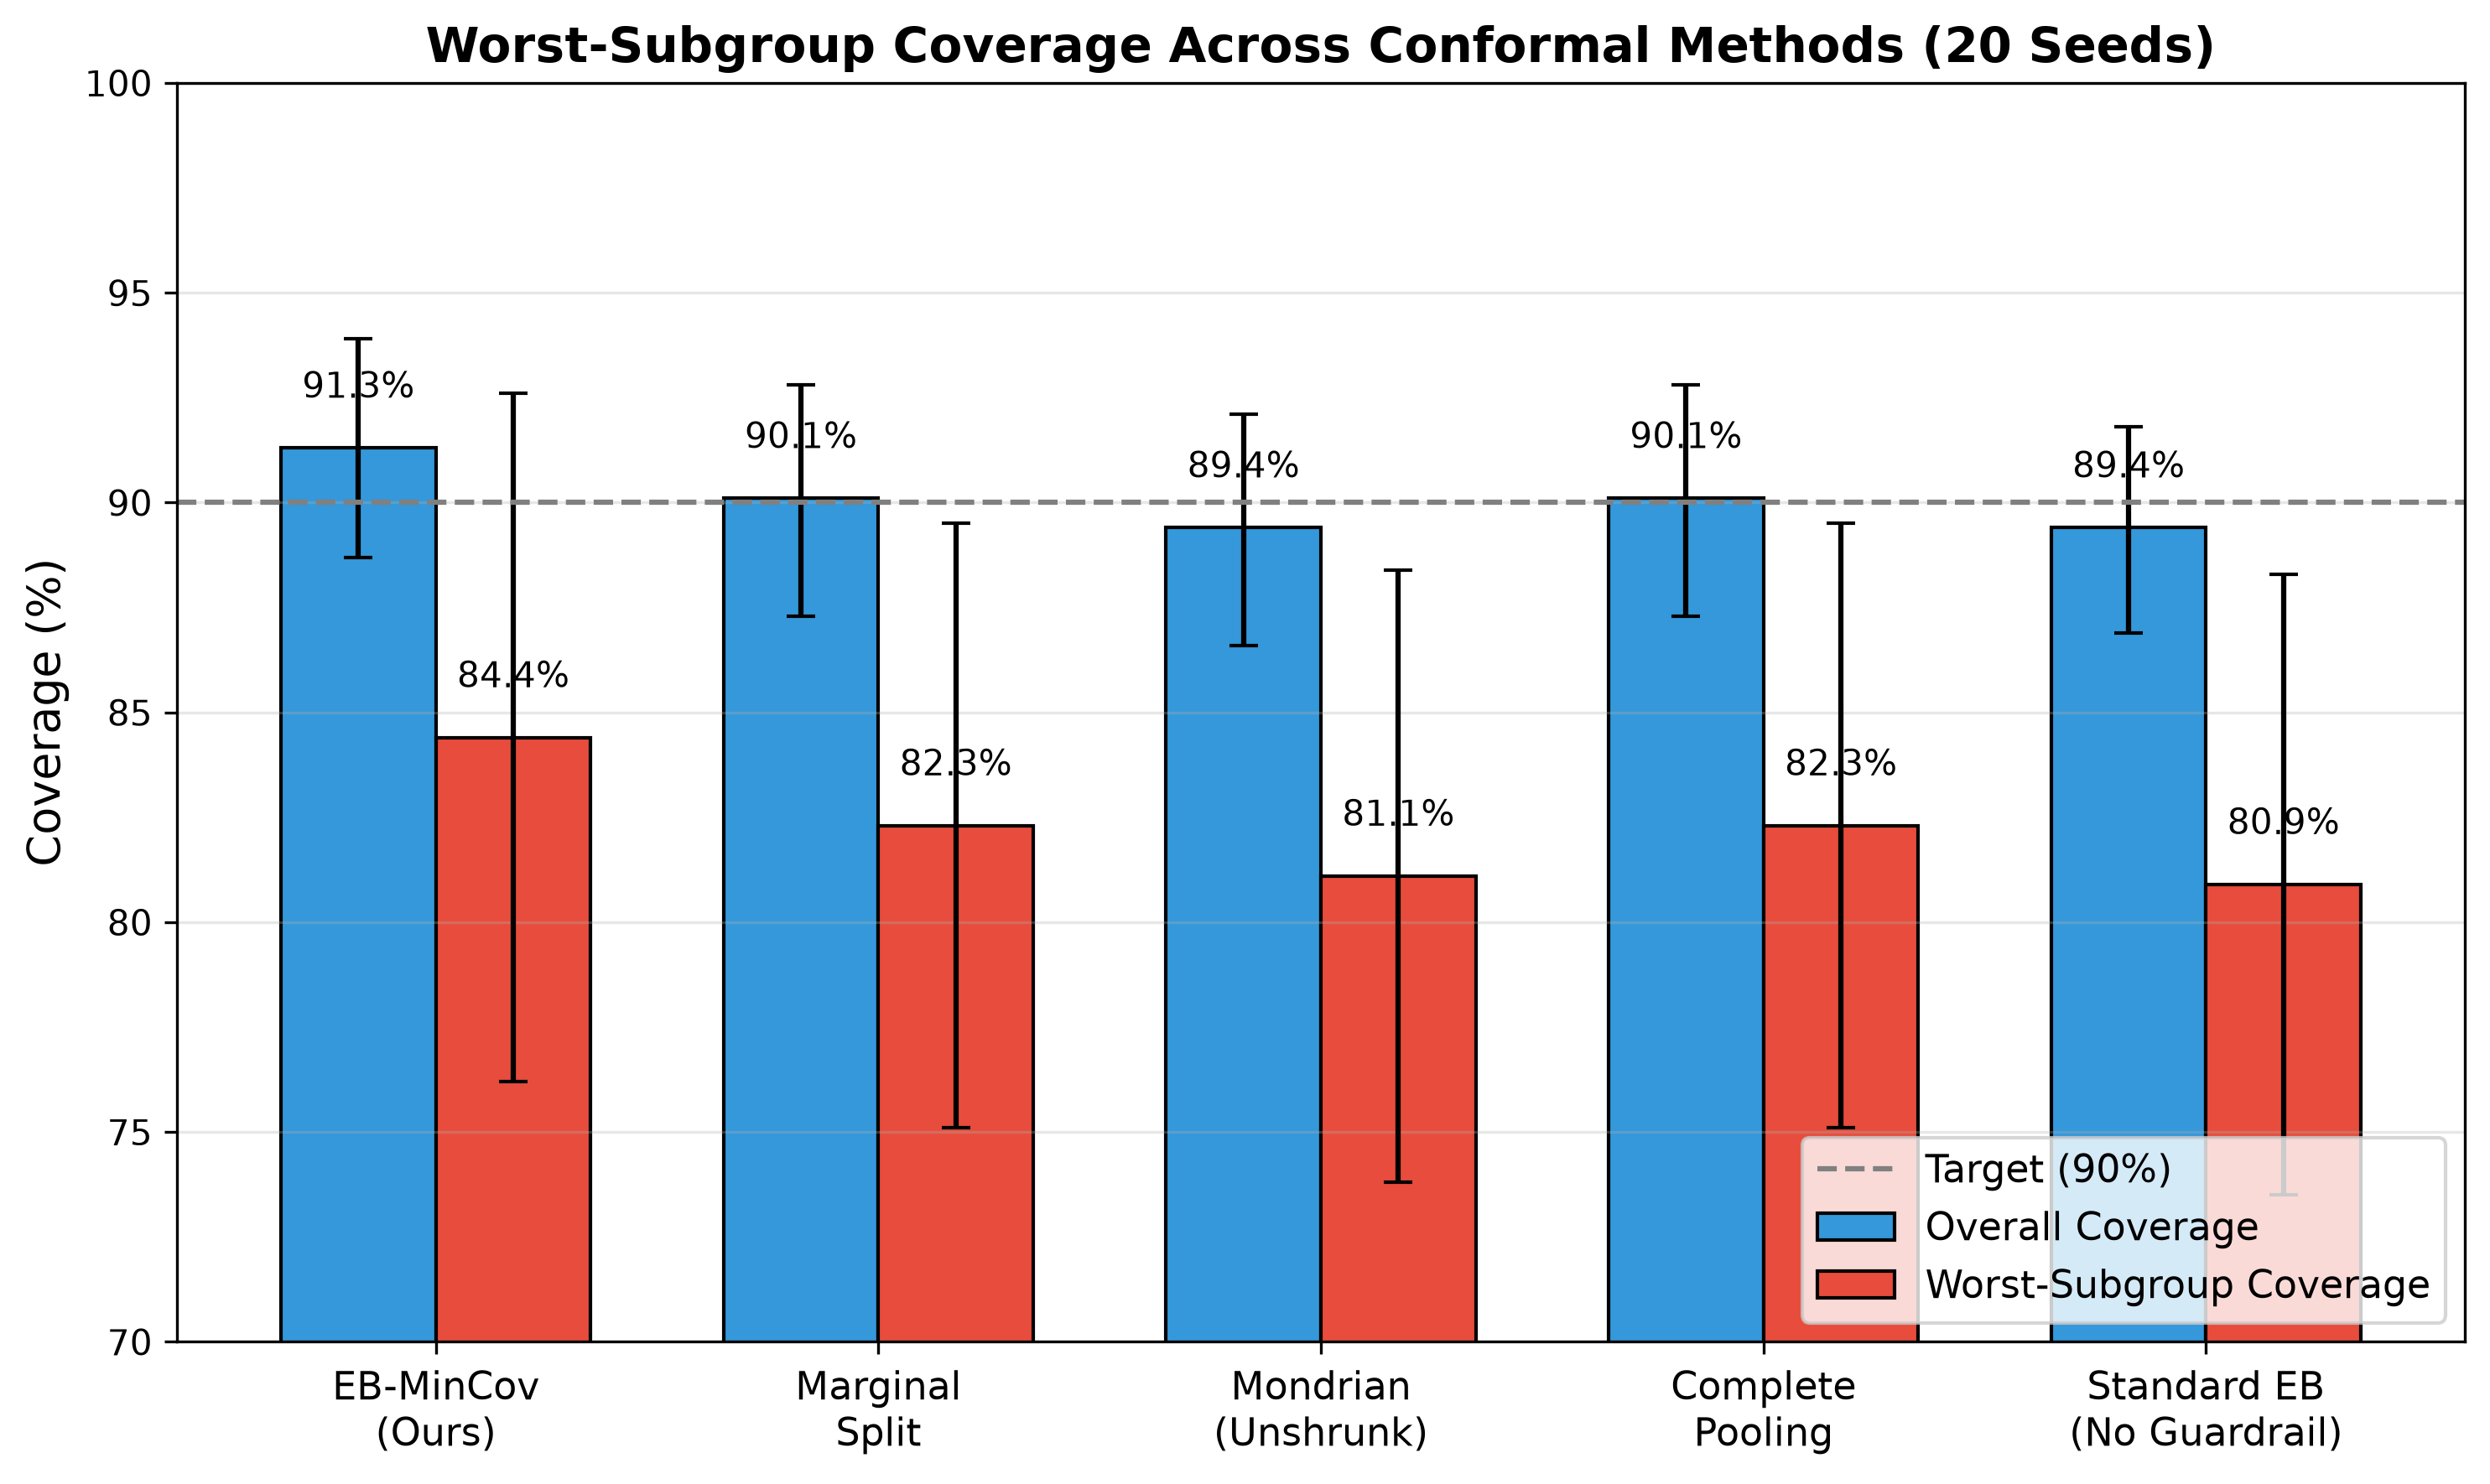 Worst-Subgroup Coverage Across Conformal Methods (20 Seeds)
Coverage (%)
100
95
90
85
80
75
70
91.3%
84.4%
90.1%
82.3%
89.4%
81.1%
90.1%
82.3%
89.4%
80.9%
Target (90%)
Overall Coverage
Worst-Subgroup Coverage
EB-MinCov
(Ours)
Marginal
Split
Mondrian
(Unshrunk)
Complete
Pooling
Standard EB
(No Guardrail)